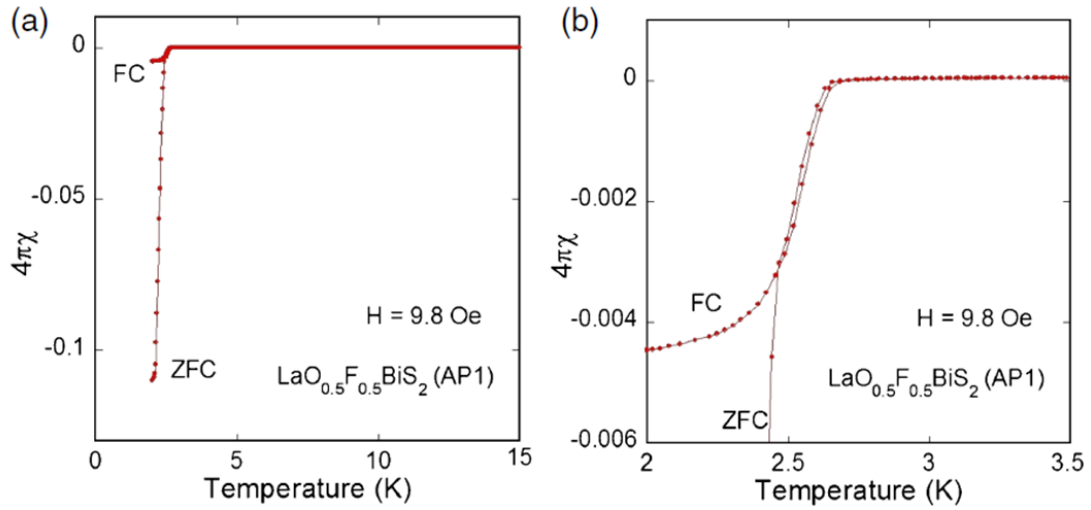 (a)
0
-0.05
-0.1
4πχ
FC
ZFC
H = 9.8 Oe
LaO0.5F0.5BiS2 (AP1)
0 5 10 15
Temperature (K)
(b)
0
-0.002
-0.004
-0.006
4πχ
FC
ZFC
H = 9.8 Oe
LaO0.5F0.5BiS2 (AP1)
2 2.5 3 3.5
Temperature (K)